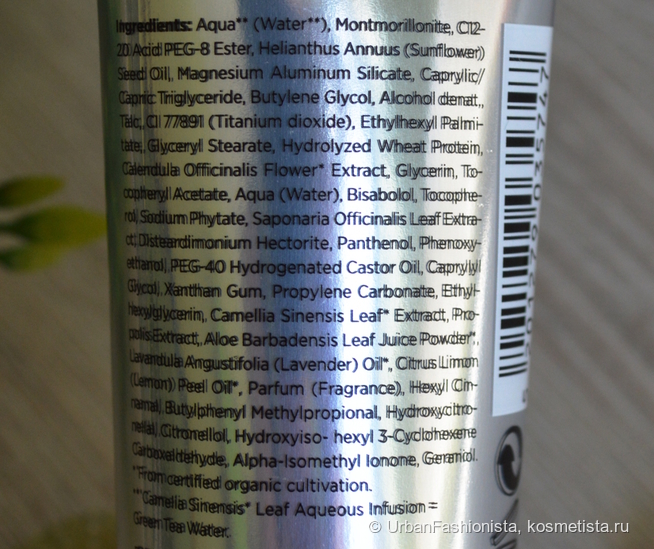 Ingredients: Aqua** (Water**), Montmorillonite, C12-
20 Acid PEG-8 Ester, Helianthus Annuus (Sunflower)
Seed Oil, Magnesium Aluminum Silicate, Caprylic/
Capric Triglyceride, Butylene Glycol, Alcohol denat.,
Talc, CI 77891 (Titanium dioxide), Ethylhexyl Palmi-
tate, Glyceryl Stearate, Hydrolyzed Wheat Protein,
Calendula Officinalis Flower* Extract, Glycerin, To-
copheryl Acetate, Aqua (Water), Bisabolol, Tocophe-
rol, Sodium Phytate, Saponaria Officinalis Leaf Extra-
ct, Disteardimonium Hectorite, Panthenol, Phenoxy-
ethanol, PEG-40 Hydrogenated Castor Oil, Caprylyl
Glycol, Xanthan Gum, Propylene Carbonate, Ethyl-
hexylglycerin, Camellia Sinensis Leaf* Extract, Pro-
polis Extract, Aloe Barbadensis Leaf Juice Powder*,
Lavandula Angustifolia (Lavender) Oil*, Citrus Limon
(Lemon) Peel Oil*, Parfum (Fragrance), Hexyl Cin-
namal, Butylphenyl Methylpropional, Hydroxycitro-
nellal, Citronellol, Hydroxyiso- hexyl 3-Cyclohexene
Carboxaldehyde, Alpha-Isomethyl Ionone, Geraniol.
*From certified organic cultivation.
**Camellia Sinensis* Leaf Aqueous Infusion =
Green Tea Water.
© UrbanFashionista, kosmetista.ru